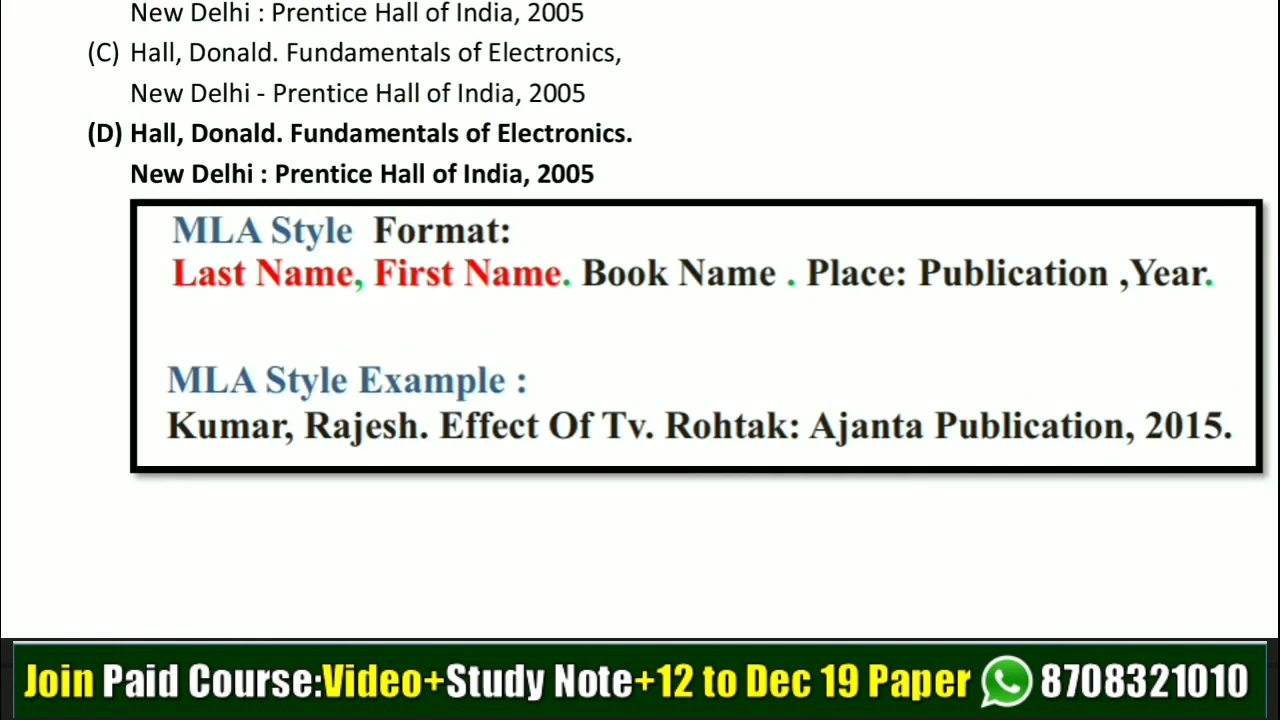 New Delhi : Prentice Hall of India, 2005
(C) Hall, Donald. Fundamentals of Electronics,
New Delhi - Prentice Hall of India, 2005
(D) Hall, Donald. Fundamentals of Electronics.
New Delhi : Prentice Hall of India, 2005
MLA Style Format:
Last Name, First Name. Book Name . Place: Publication ,Year.
MLA Style Example :
Kumar, Rajesh. Effect Of Tv. Rohtak: Ajanta Publication, 2015.
Join Paid Course:Video+Study Note+12 to Dec 19 Paper 8708321010